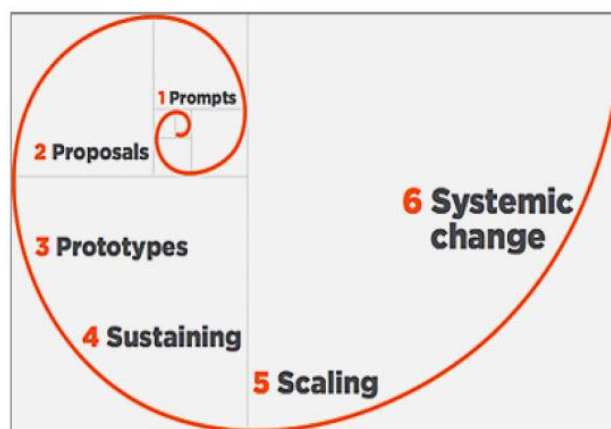 1 Prompts
2 Proposals
3 Prototypes
4 Sustaining
5 Scaling
6 Systemic
change